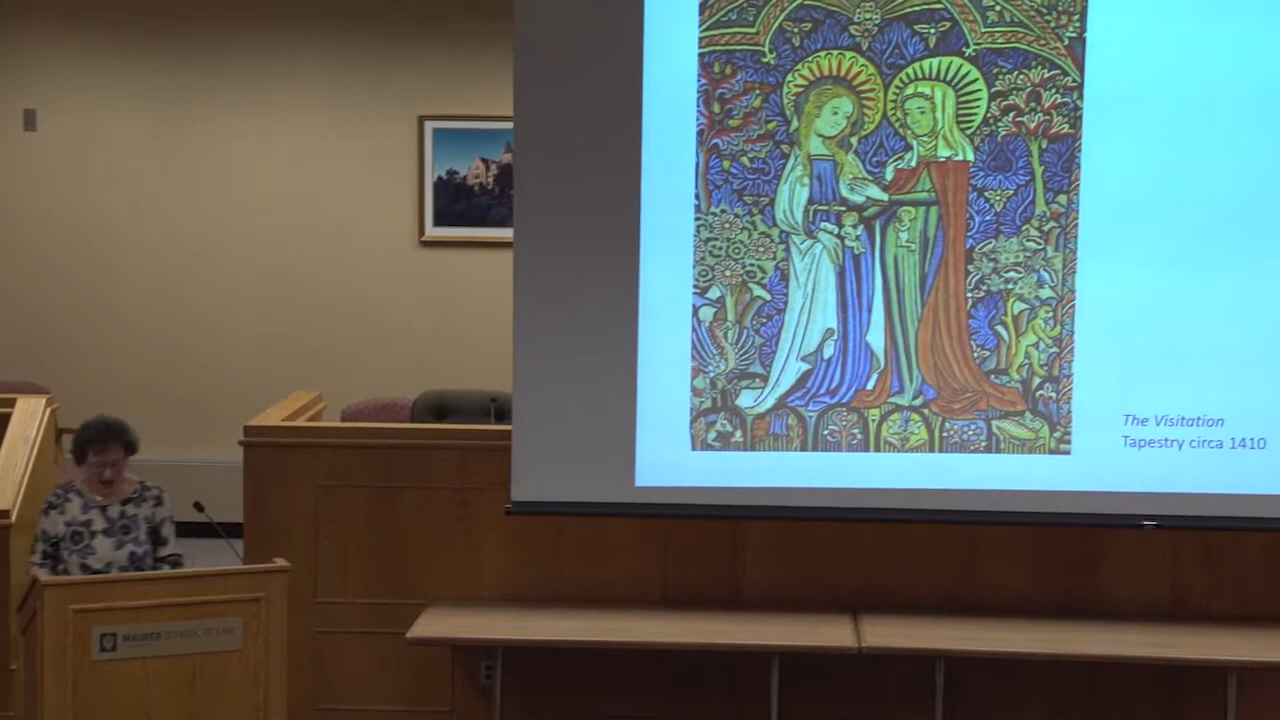 The Visitation
Tapestry circa 1410
MAURER SCHOOL OF LAW